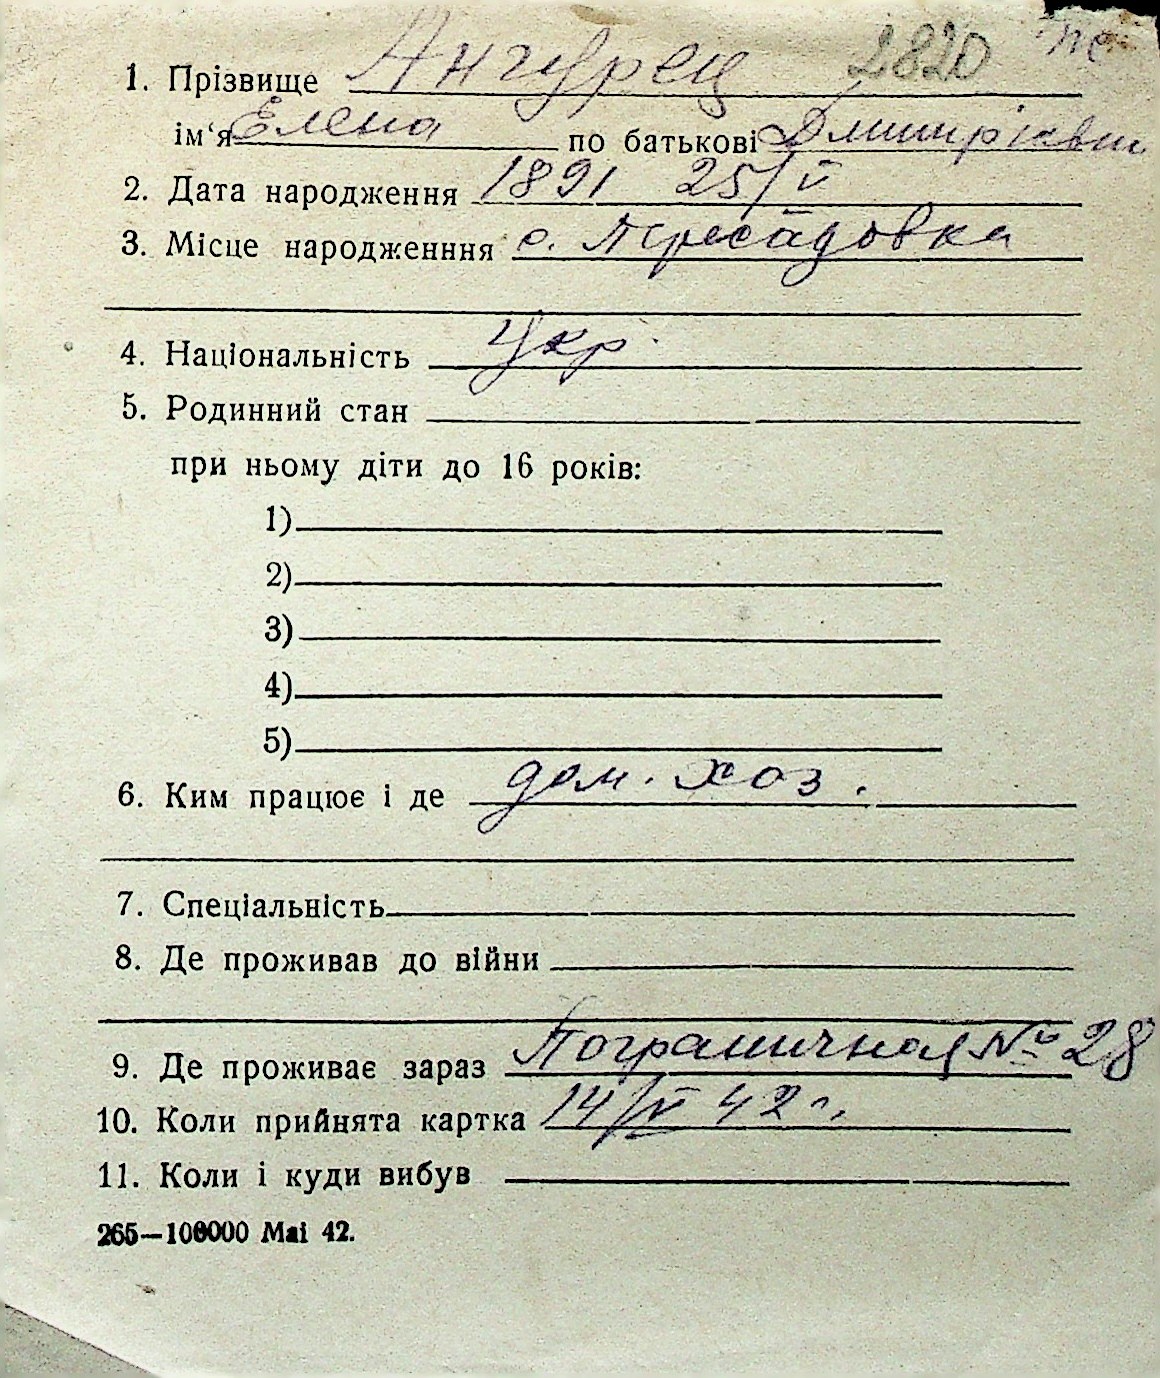 2820
1. Прізвище Ангурец
ім‘я Елена по батькові Дмитрівна
2. Дата народження 1891 25/V
3. Місце народженння с. Пересадовка
4. Національність Укр.
5. Родинний стан
при ньому діти до 16 років:
1)
2)
3)
4)
5)
6. Ким працює і де дом. хоз.
7. Спеціальність
8. Де проживав до війни
9. Де проживає зараз Пограничная № 28
10. Коли прийнята картка 14/V 42 г.
11. Коли і куди вибув
265—100000 Маі 42.